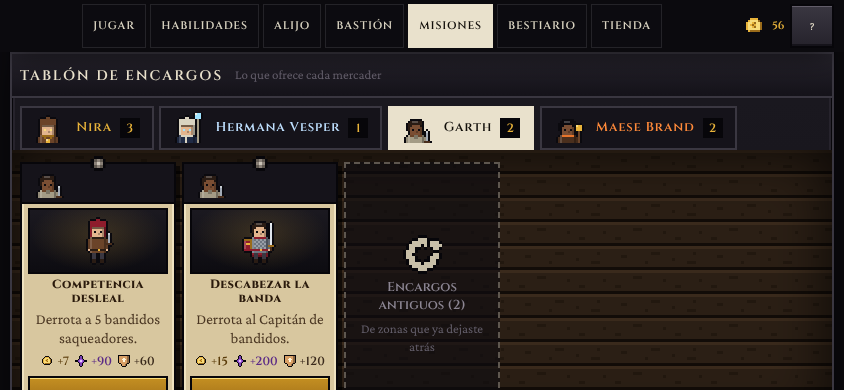 JUGAR HABILIDADES ALIJO BASTIÓN MISIONES BESTIARIO TIENDA 56 ?
TABLÓN DE ENCARGOS Lo que ofrece cada mercader
NIRA 3 HERMANA VESPER 1 GARTH 2 MAESE BRAND 2
COMPETENCIA
DESLEAL
Derrota a 5 bandidos
saqueadores.
+7 +90 +60
DESCABEZAR LA
BANDA
Derrota al Capitán de
bandidos.
+15 +200 +120
ENCARGOS
ANTIGUOS (2)
De zonas que ya dejaste
atrás